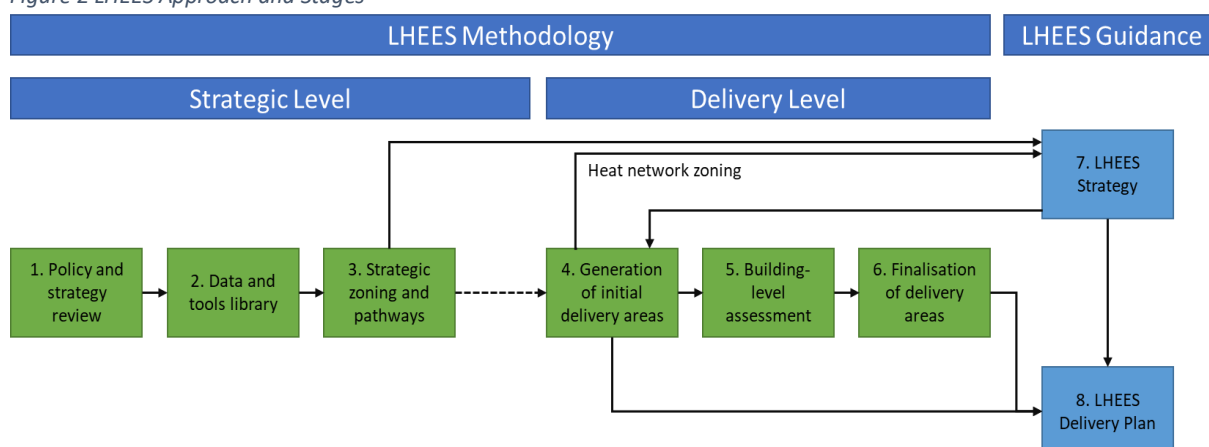 Figure 2 LHEES Approach and Stages
LHEES Methodology
LHEES Guidance
Strategic Level
Delivery Level
Heat network zoning
7. LHEES
Strategy
1. Policy and
strategy
review
2. Data and
tools library
3. Strategic
zoning and
pathways
4. Generation
of initial
delivery areas
5. Building-
level
assessment
6. Finalisation
of delivery
areas
8. LHEES
Delivery Plan